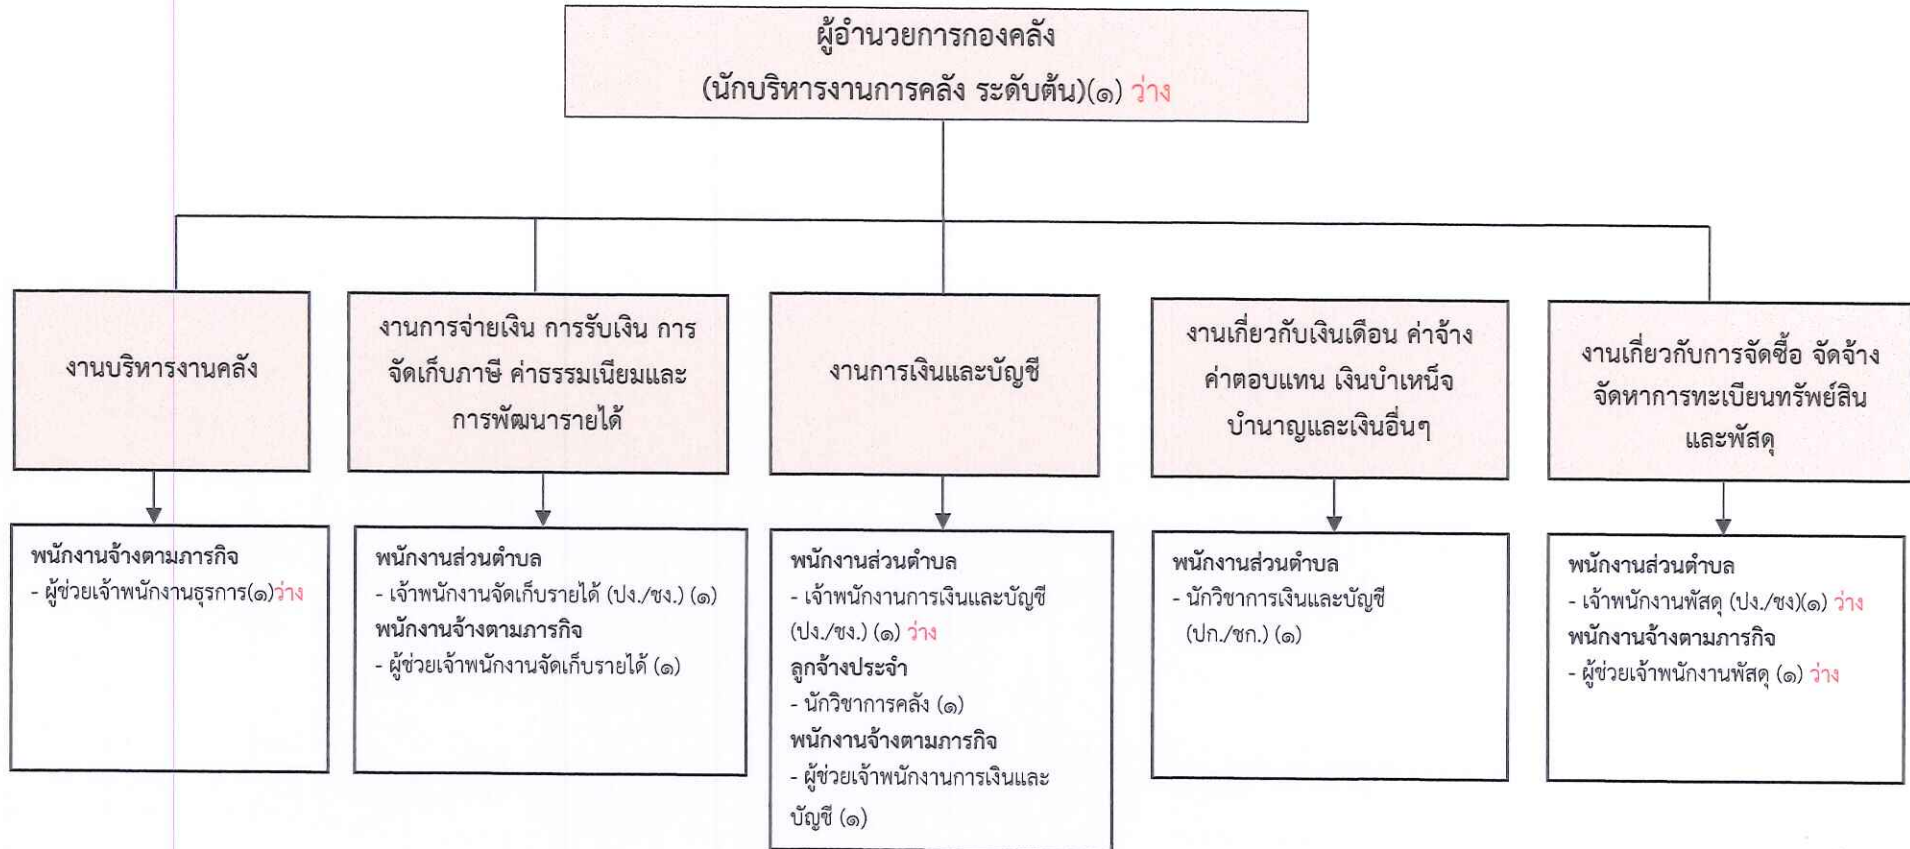 ผู้อำนวยการกองคลัง
(นักบริหารงานการคลัง ระดับต้น)(๑) ว่าง
งานบริหารงานคลัง
งานการจ่ายเงิน การรับเงิน การ
จัดเก็บภาษี ค่าธรรมเนียมและ
การพัฒนารายได้
งานการเงินและบัญชี
งานเกี่ยวกับเงินเดือน ค่าจ้าง
ค่าตอบแทน เงินบำเหน็จ
บำนาญและเงินอื่นๆ
งานเกี่ยวกับการจัดซื้อ จัดจ้าง
จัดหาการทะเบียนทรัพย์สิน
และพัสดุ
พนักงานจ้างตามภารกิจ
- ผู้ช่วยเจ้าพนักงานธุรการ(๑)ว่าง
พนักงานส่วนตำบล
- เจ้าพนักงานจัดเก็บรายได้ (ปง./ชง.) (๑)
พนักงานจ้างตามภารกิจ
- ผู้ช่วยเจ้าพนักงานจัดเก็บรายได้ (๑)
พนักงานส่วนตำบล
- เจ้าพนักงานการเงินและบัญชี
(ปง./ชง.) (๑) ว่าง
ลูกจ้างประจำ
- นักวิชาการคลัง (๑)
พนักงานจ้างตามภารกิจ
- ผู้ช่วยเจ้าพนักงานการเงินและ
บัญชี (๑)
พนักงานส่วนตำบล
- นักวิชาการเงินและบัญชี
(ปก./ชก.) (๑)
พนักงานส่วนตำบล
- เจ้าพนักงานพัสดุ (ปง./ชง)(๑) ว่าง
พนักงานจ้างตามภารกิจ
- ผู้ช่วยเจ้าพนักงานพัสดุ (๑) ว่าง